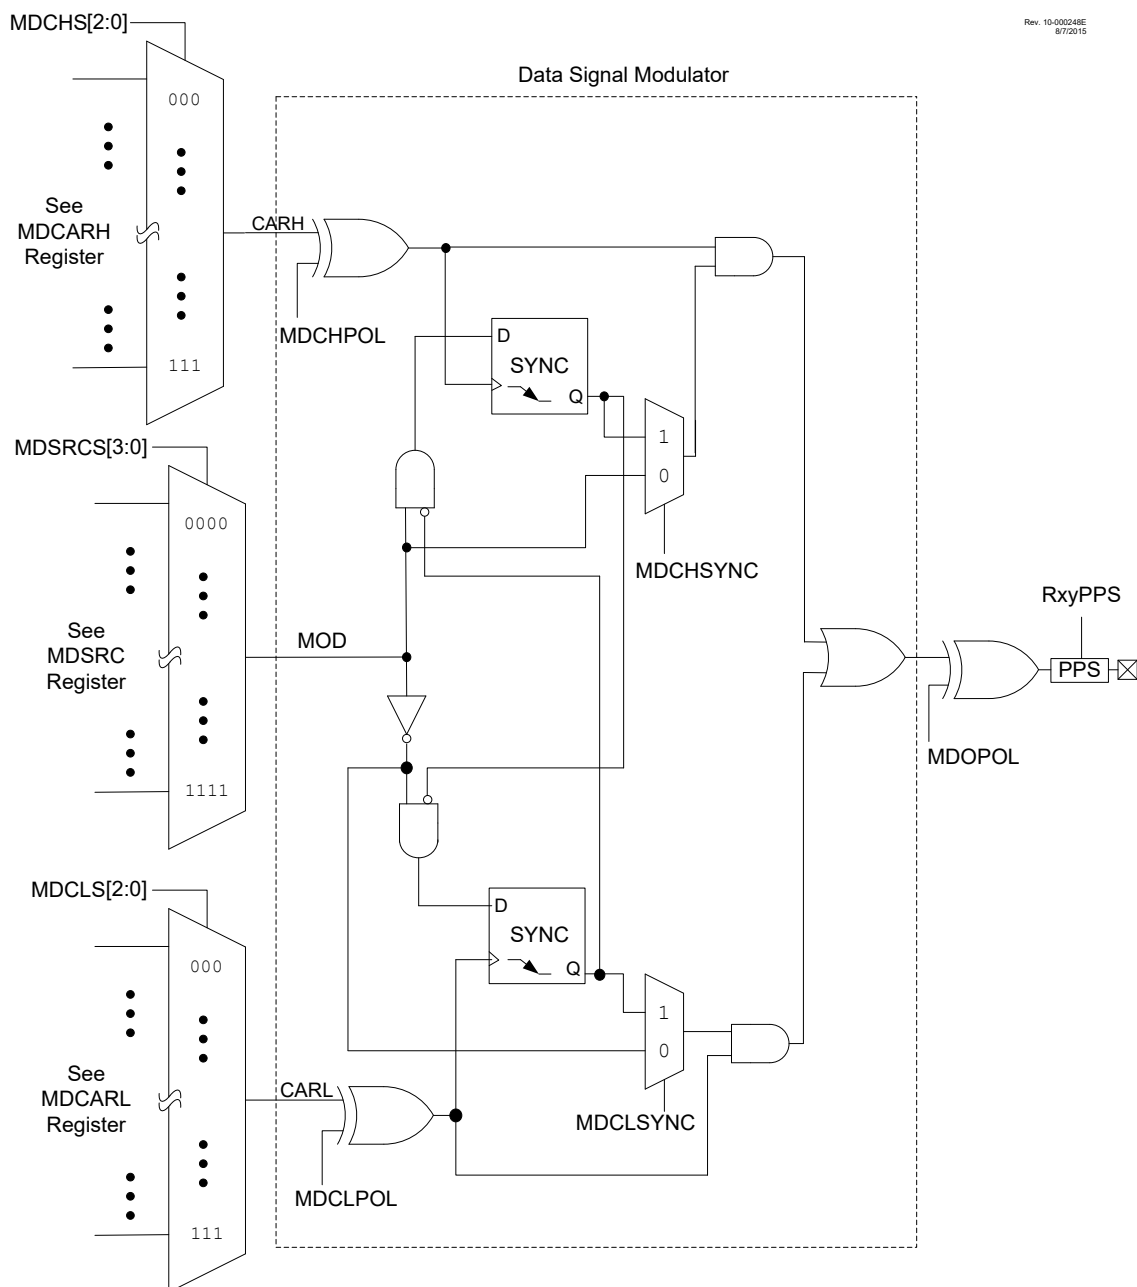 MDCHS[2:0]
Rev. 10-000248E
8/7/2015
Data Signal Modulator
000
See
MDCARH
Register
CARH
MDCHPOL
111
D
SYNC
Q
1
0
MDCHSYNC
MDSRCS[3:0]
0000
See
MDSRC
Register
MOD
1111
RxyPPS
PPS
MDOPOL
MDCLS[2:0]
000
D
SYNC
Q
1
0
MDCLSYNC
See
MDCARL
Register
CARL
MDCLPOL
111